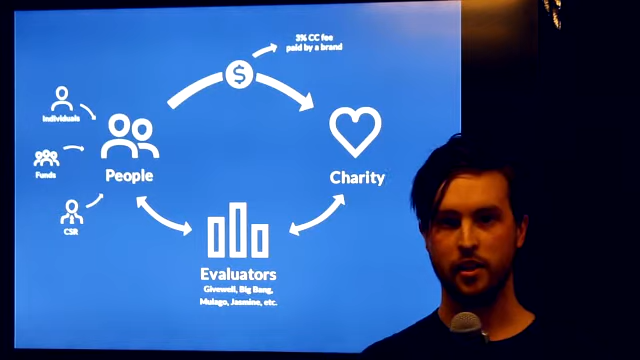 3% CC fee
paid by a brand
$
Individuals
Funds
CSR
People
Charity
Evaluators
Givewell, Big Bang,
Mulago, Jasmine, etc.